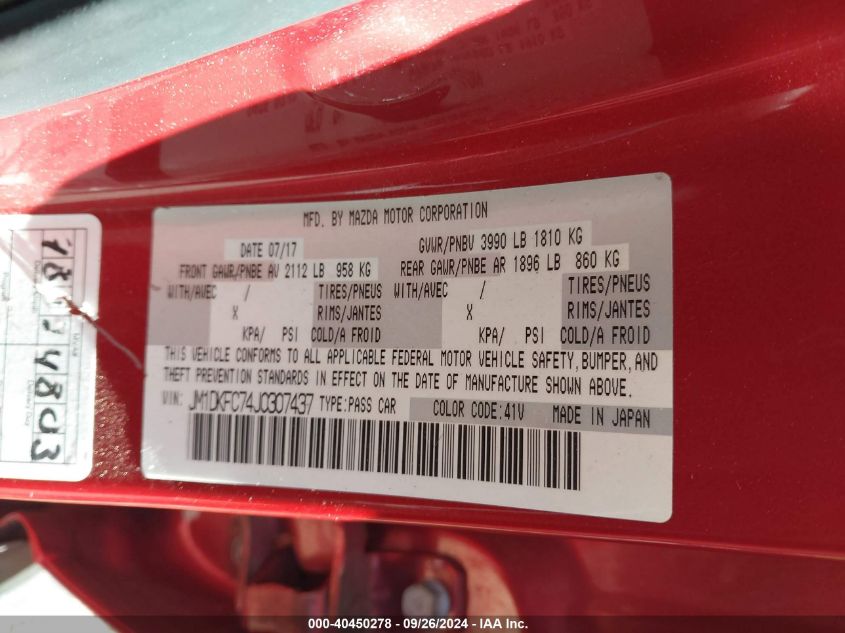 MFD. BY MAZDA MOTOR CORPORATION
DATE 07/17 GVWR/PNBV 3990 LB 1810 KG
FRONT GAWR/PNBE AV 2112 LB 958 KG REAR GAWR/PNBE AR 1896 LB 860 KG
WITH/AVEC / TIRES/PNEUS WITH/AVEC / TIRES/PNEUS
X RIMS/JANTES X RIMS/JANTES
KPA/ PSI COLD/A FROID KPA/ PSI COLD/A FROID
THIS VEHICLE CONFORMS TO ALL APPLICABLE FEDERAL MOTOR VEHICLE SAFETY, BUMPER, AND
THEFT PREVENTION STANDARDS IN EFFECT ON THE DATE OF MANUFACTURE SHOWN ABOVE.
VIN: JM1DKFC74J0307437 TYPE:PASS CAR COLOR CODE:41V MADE IN JAPAN
000-40450278 - 09/26/2024 - IAAI.COM